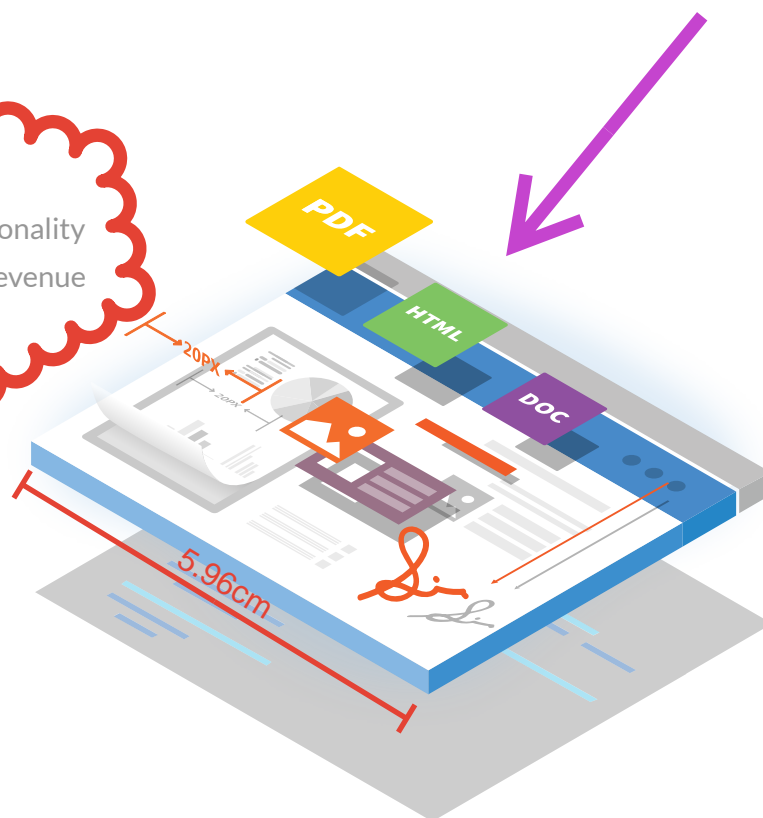 PDF
onality
evenue
HTML
20PX
20PX
DOC
5.96cm